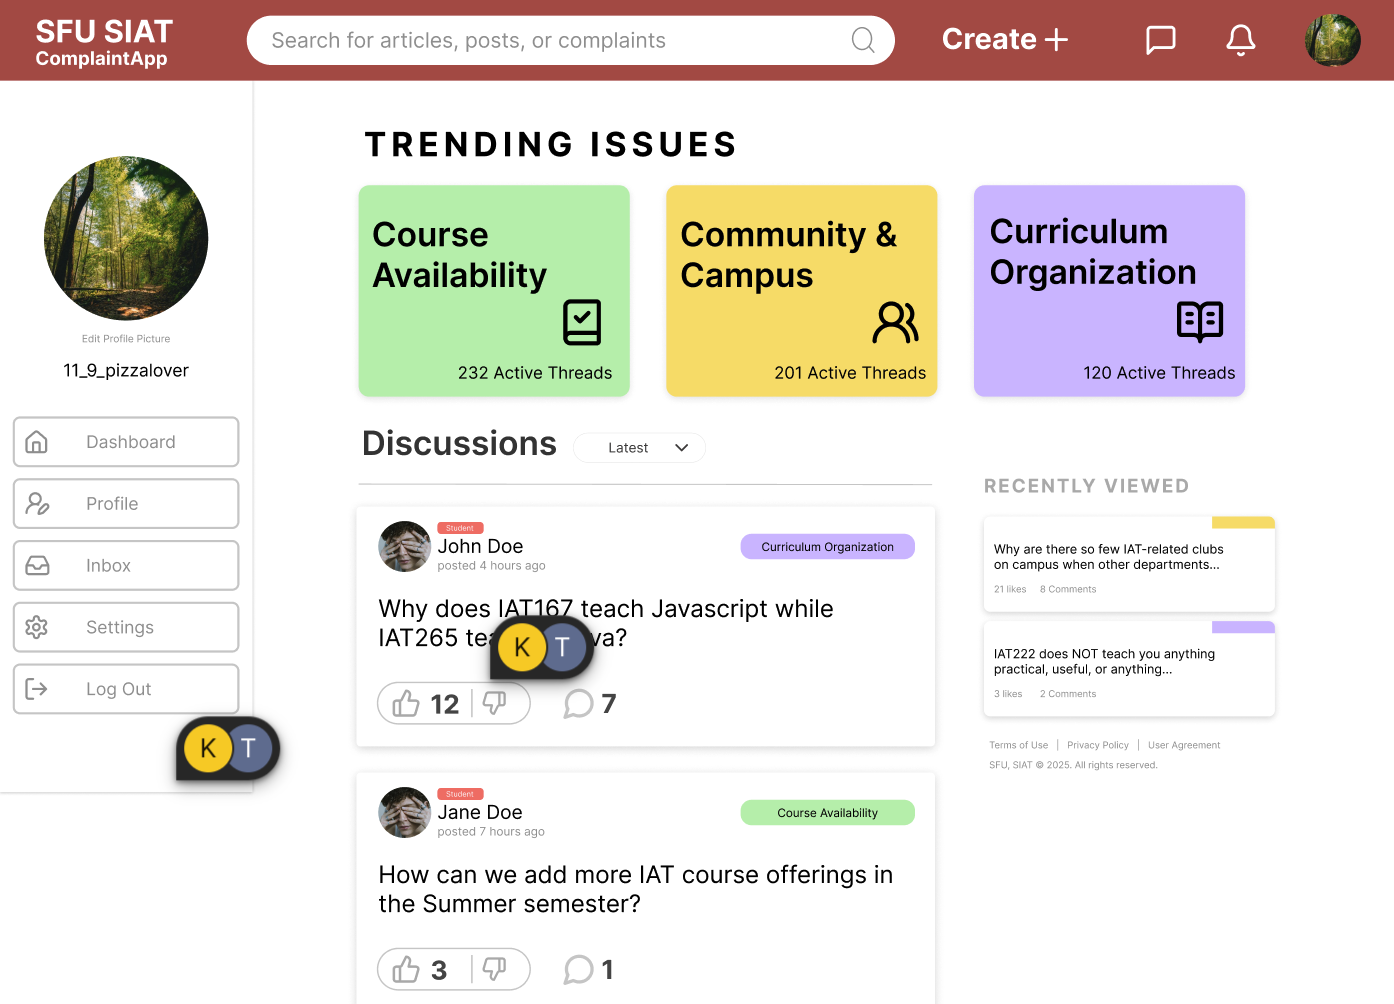 SFU SIAT
ComplaintApp
Search for articles, posts, or complaints
Create
Edit Profile Picture
11_9_pizzalover
Dashboard
Profile
Inbox
Settings
Log Out
K T
TRENDING ISSUES
Course
Availability
232 Active Threads
Community &
Campus
201 Active Threads
Curriculum
Organization
120 Active Threads
Discussions
Latest
Student
John Doe
posted 4 hours ago
Curriculum Organization
Why does IAT167 teach Javascript while
IAT265
K T
12
7
Student
Jane Doe
posted 7 hours ago
Course Availability
How can we add more IAT course offerings in
the Summer semester?
3
1
RECENTLY VIEWED
Why are there so few IAT-related clubs
on campus when other departments...
21 likes 8 Comments
IAT222 does NOT teach you anything
practical, useful, or anything...
3 likes 2 Comments
Terms of Use | Privacy Policy | User Agreement
SFU, SIAT © 2025. All rights reserved.